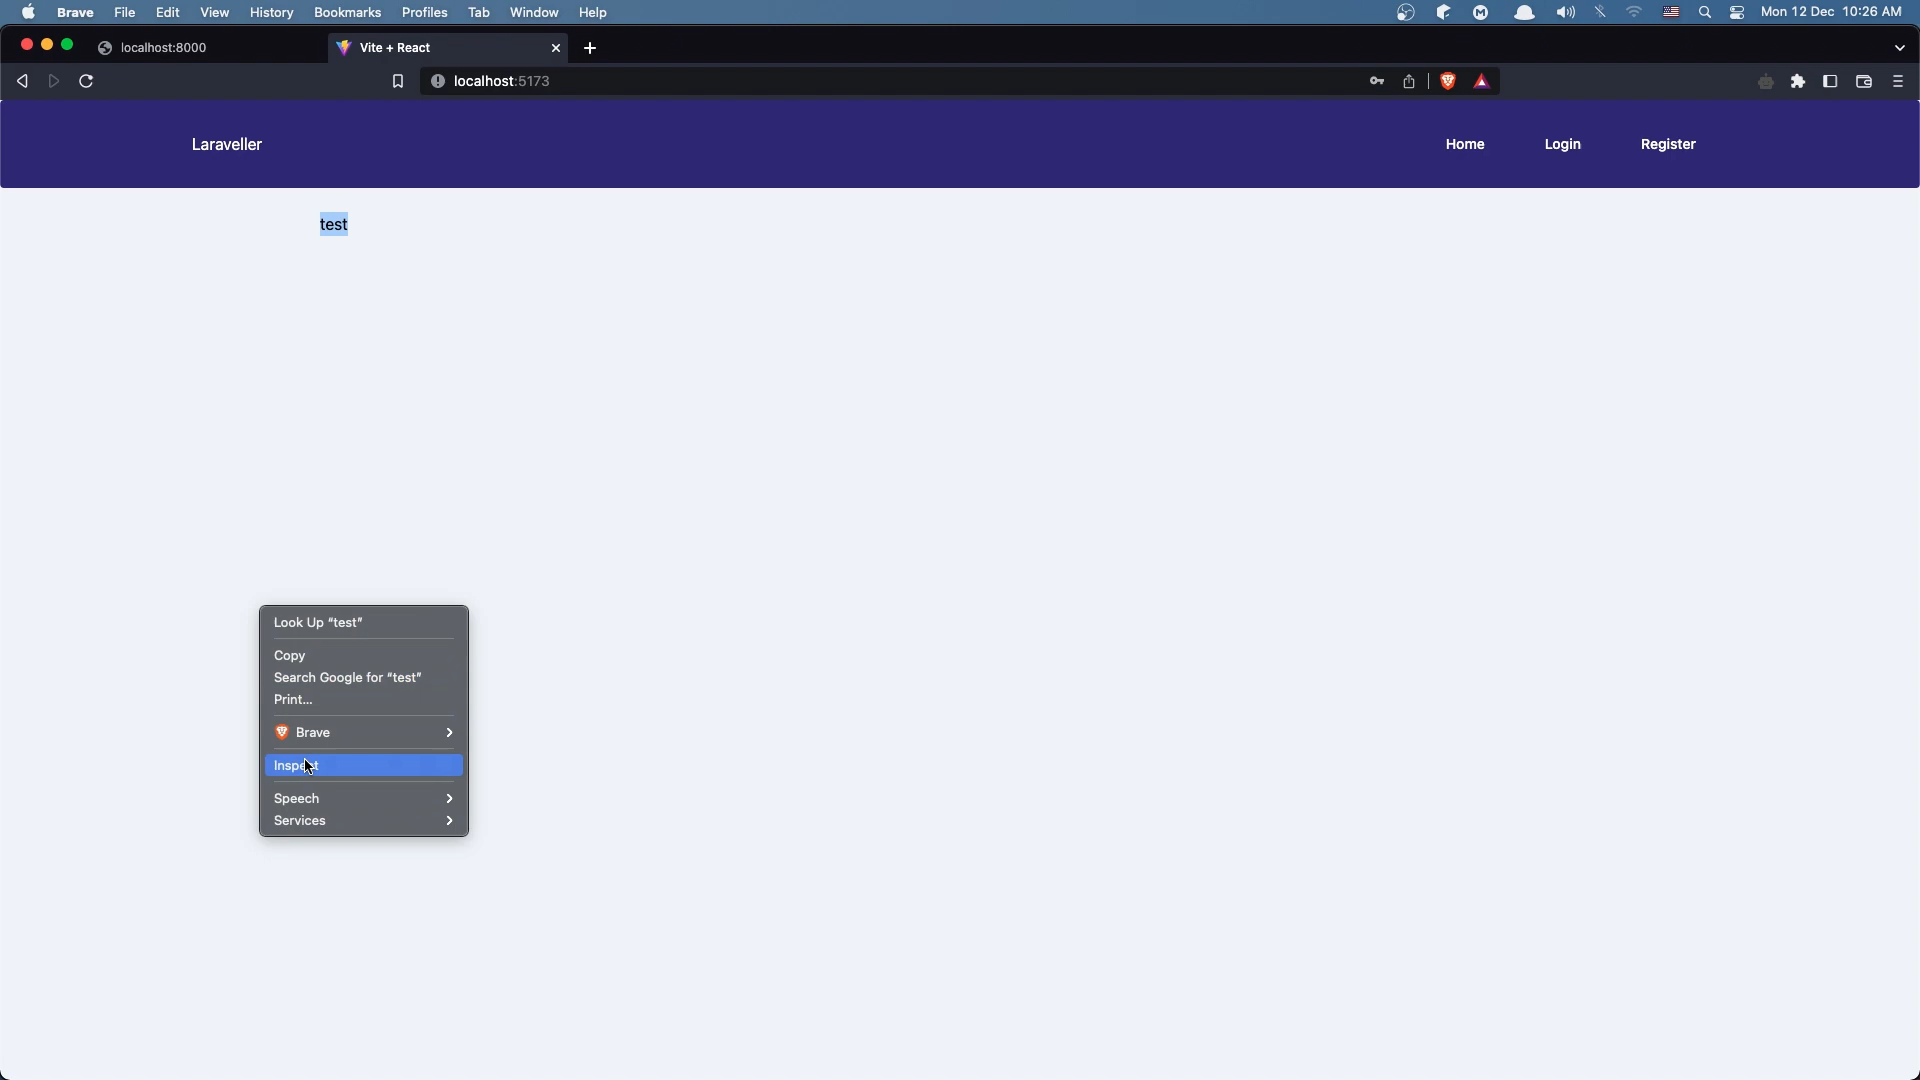 Brave File Edit View History Bookmarks Profiles Tab Window Help Mon 12 Dec 10:26 AM
localhost:8000 Vite + React
localhost:5173
Laraveller Home Login Register
test
Look Up “test”
Copy
Search Google for “test”
Print...
Brave
Inspect
Speech
Services